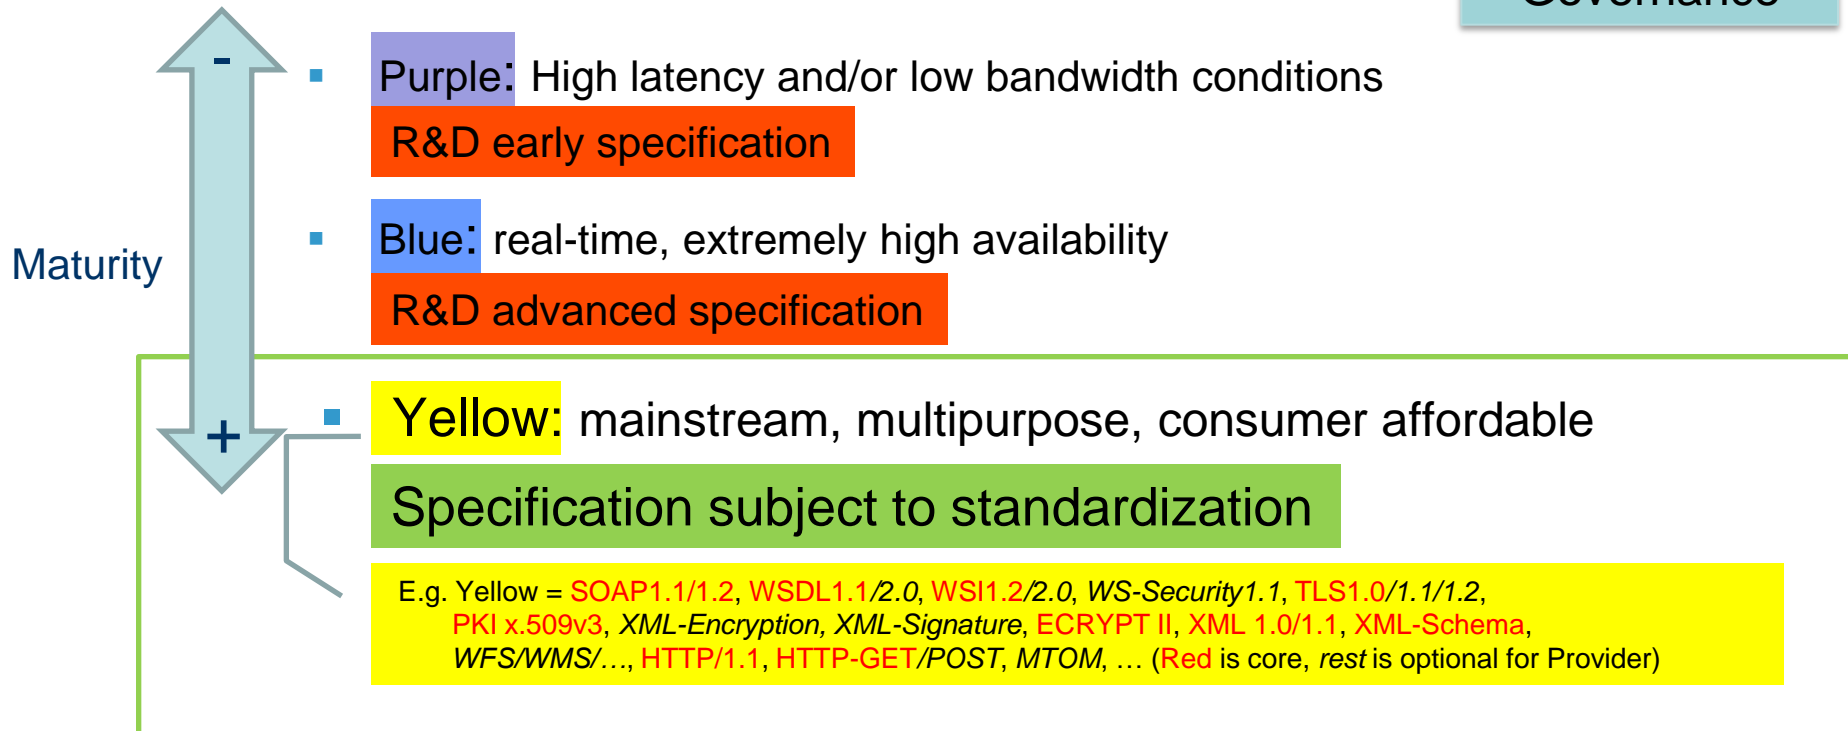 Governance
-
Purple: High latency and/or low bandwidth conditions
R&D early specification
Blue: real-time, extremely high availability
Maturity
R&D advanced specification
+
Yellow: mainstream, multipurpose, consumer affordable
Specification subject to standardization
E.g. Yellow = SOAP1.1/1.2, WSDL1.1/2.0, WSI1.2/2.0, WS-Security1.1, TLS1.0/1.1/1.2,
PKI x.509v3, XML-Encryption, XML-Signature, ECRYPT II, XML 1.0/1.1, XML-Schema,
WFS/WMS/…, HTTP/1.1, HTTP-GET/POST, MTOM, … (Red is core, rest is optional for Provider)